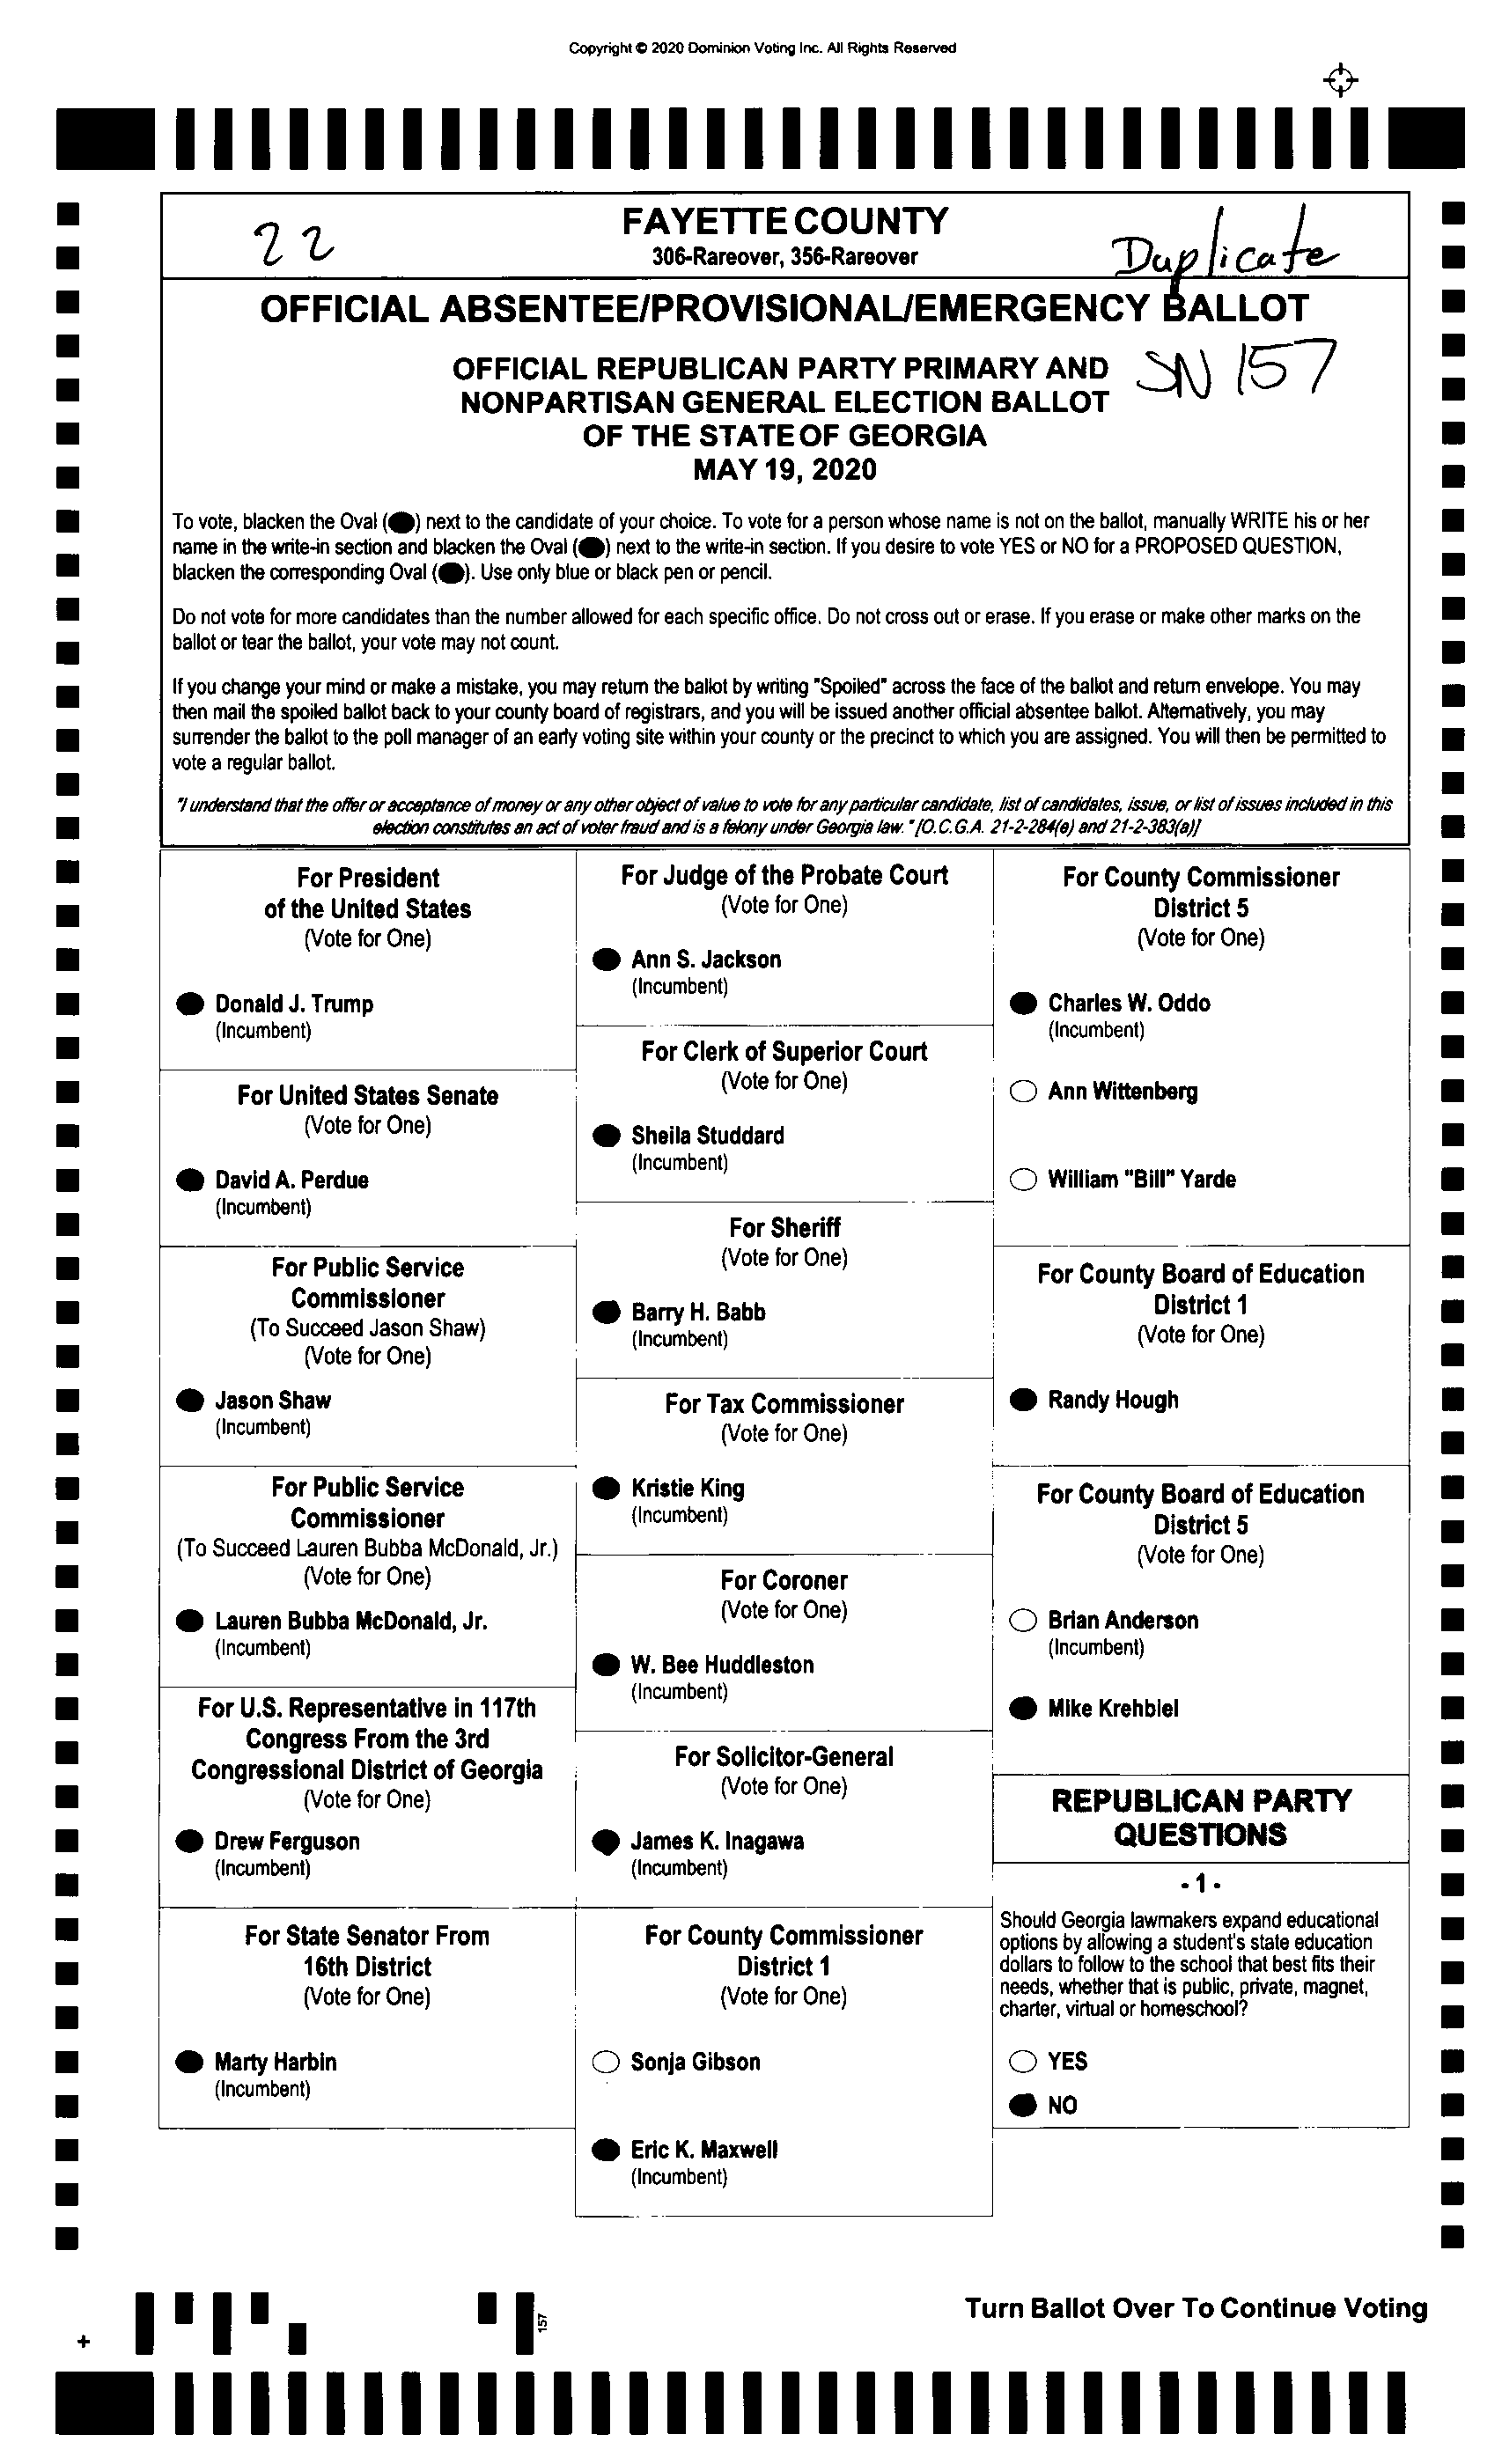 Copyright © 2020 Dominion Voting Inc. All Rights Reserved
22
FAYETTE COUNTY
306-Rareover, 356-Rareover
Duplicate
OFFICIAL ABSENTEE/PROVISIONAL/EMERGENCY BALLOT
OFFICIAL REPUBLICAN PARTY PRIMARY AND
NONPARTISAN GENERAL ELECTION BALLOT
OF THE STATE OF GEORGIA
MAY 19, 2020
SN 157
To vote, blacken the Oval ( ) next to the candidate of your choice. To vote for a person whose name is not on the ballot, manually WRITE his or her
name in the write-in section and blacken the Oval ( ) next to the write-in section. If you desire to vote YES or NO for a PROPOSED QUESTION,
blacken the corresponding Oval ( ). Use only blue or black pen or pencil.
Do not vote for more candidates than the number allowed for each specific office. Do not cross out or erase. If you erase or make other marks on the
ballot or tear the ballot, your vote may not count.
If you change your mind or make a mistake, you may return the ballot by writing "Spoiled" across the face of the ballot and return envelope. You may
then mail the spoiled ballot back to your county board of registrars, and you will be issued another official absentee ballot. Alternatively, you may
surrender the ballot to the poll manager of an early voting site within your county or the precinct to which you are assigned. You will then be permitted to
vote a regular ballot.
"I understand that the offer or acceptance of money or any other object of value to vote for any particular candidate, list of candidates, issue, or list of issues included in this
election constitutes an act of voter fraud and is a felony under Georgia law." [O.C.G.A. 21-2-284(e) and 21-2-383(a)]
For President
of the United States
(Vote for One)
Donald J. Trump
(Incumbent)
For United States Senate
(Vote for One)
David A. Perdue
(Incumbent)
For Public Service
Commissioner
(To Succeed Jason Shaw)
(Vote for One)
Jason Shaw
(Incumbent)
For Public Service
Commissioner
(To Succeed Lauren Bubba McDonald, Jr.)
(Vote for One)
Lauren Bubba McDonald, Jr.
(Incumbent)
For U.S. Representative in 117th
Congress From the 3rd
Congressional District of Georgia
(Vote for One)
Drew Ferguson
(Incumbent)
For State Senator From
16th District
(Vote for One)
Marty Harbin
(Incumbent)
For Judge of the Probate Court
(Vote for One)
Ann S. Jackson
(Incumbent)
For Clerk of Superior Court
(Vote for One)
Sheila Studdard
(Incumbent)
For Sheriff
(Vote for One)
Barry H. Babb
(Incumbent)
For Tax Commissioner
(Vote for One)
Kristie King
(Incumbent)
For Coroner
(Vote for One)
W. Bee Huddleston
(Incumbent)
For Solicitor-General
(Vote for One)
James K. Inagawa
(Incumbent)
For County Commissioner
District 1
(Vote for One)
Sonja Gibson
Eric K. Maxwell
(Incumbent)
For County Commissioner
District 5
(Vote for One)
Charles W. Oddo
(Incumbent)
Ann Wittenberg
William "Bill" Yarde
For County Board of Education
District 1
(Vote for One)
Randy Hough
For County Board of Education
District 5
(Vote for One)
Brian Anderson
(Incumbent)
Mike Krehbiel
REPUBLICAN PARTY
QUESTIONS
- 1 -
Should Georgia lawmakers expand educational
options by allowing a student's state education
dollars to follow to the school that best fits their
needs, whether that is public, private, magnet,
charter, virtual or homeschool?
YES
NO
157
Turn Ballot Over To Continue Voting